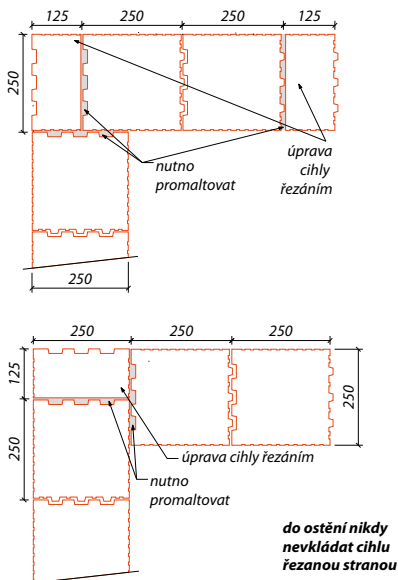 125 250 250 125
250
úprava
cihly
řezáním
nutno
promaltovat
250
250 250 250
125
250
250
úprava cihly řezáním
nutno
promaltovat
do ostění nikdy
nevkládat cihlu
řezanou stranou